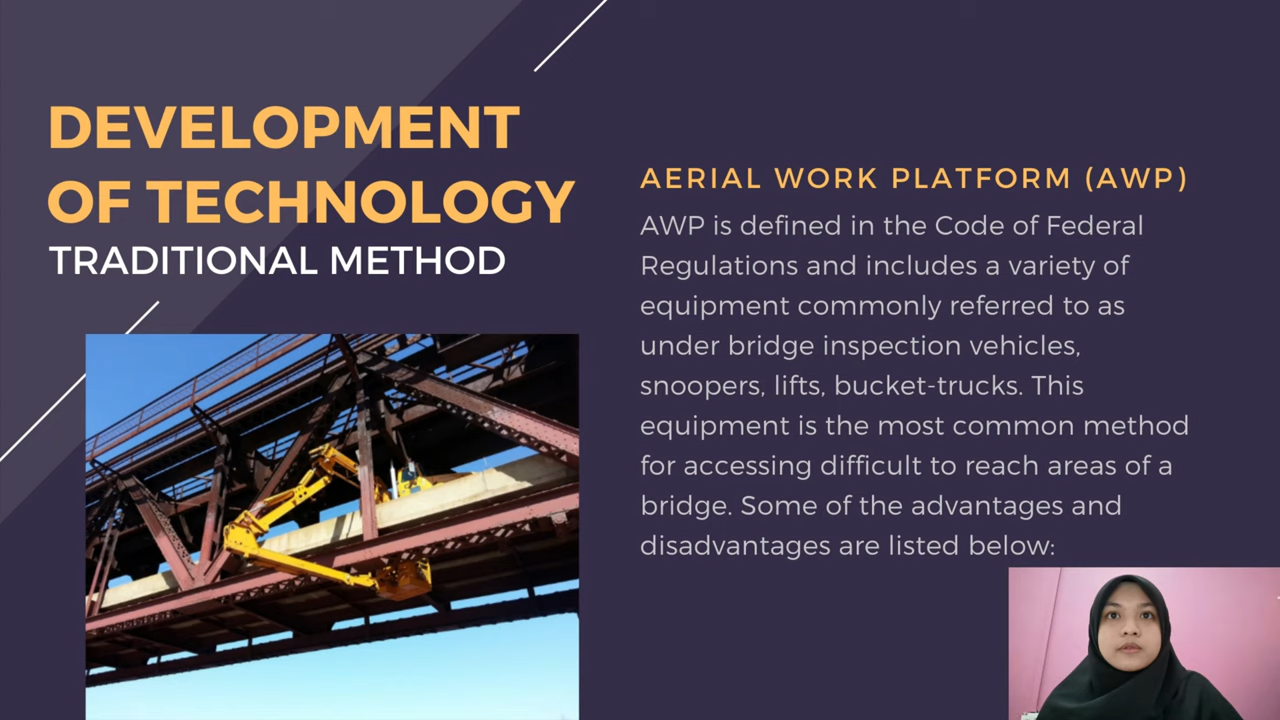 DEVELOPMENT
OF TECHNOLOGY
TRADITIONAL METHOD
AERIAL WORK PLATFORM (AWP)
AWP is defined in the Code of Federal
Regulations and includes a variety of
equipment commonly referred to as
under bridge inspection vehicles,
snoopers, lifts, bucket-trucks. This
equipment is the most common method
for accessing difficult to reach areas of a
bridge. Some of the advantages and
disadvantages are listed below: